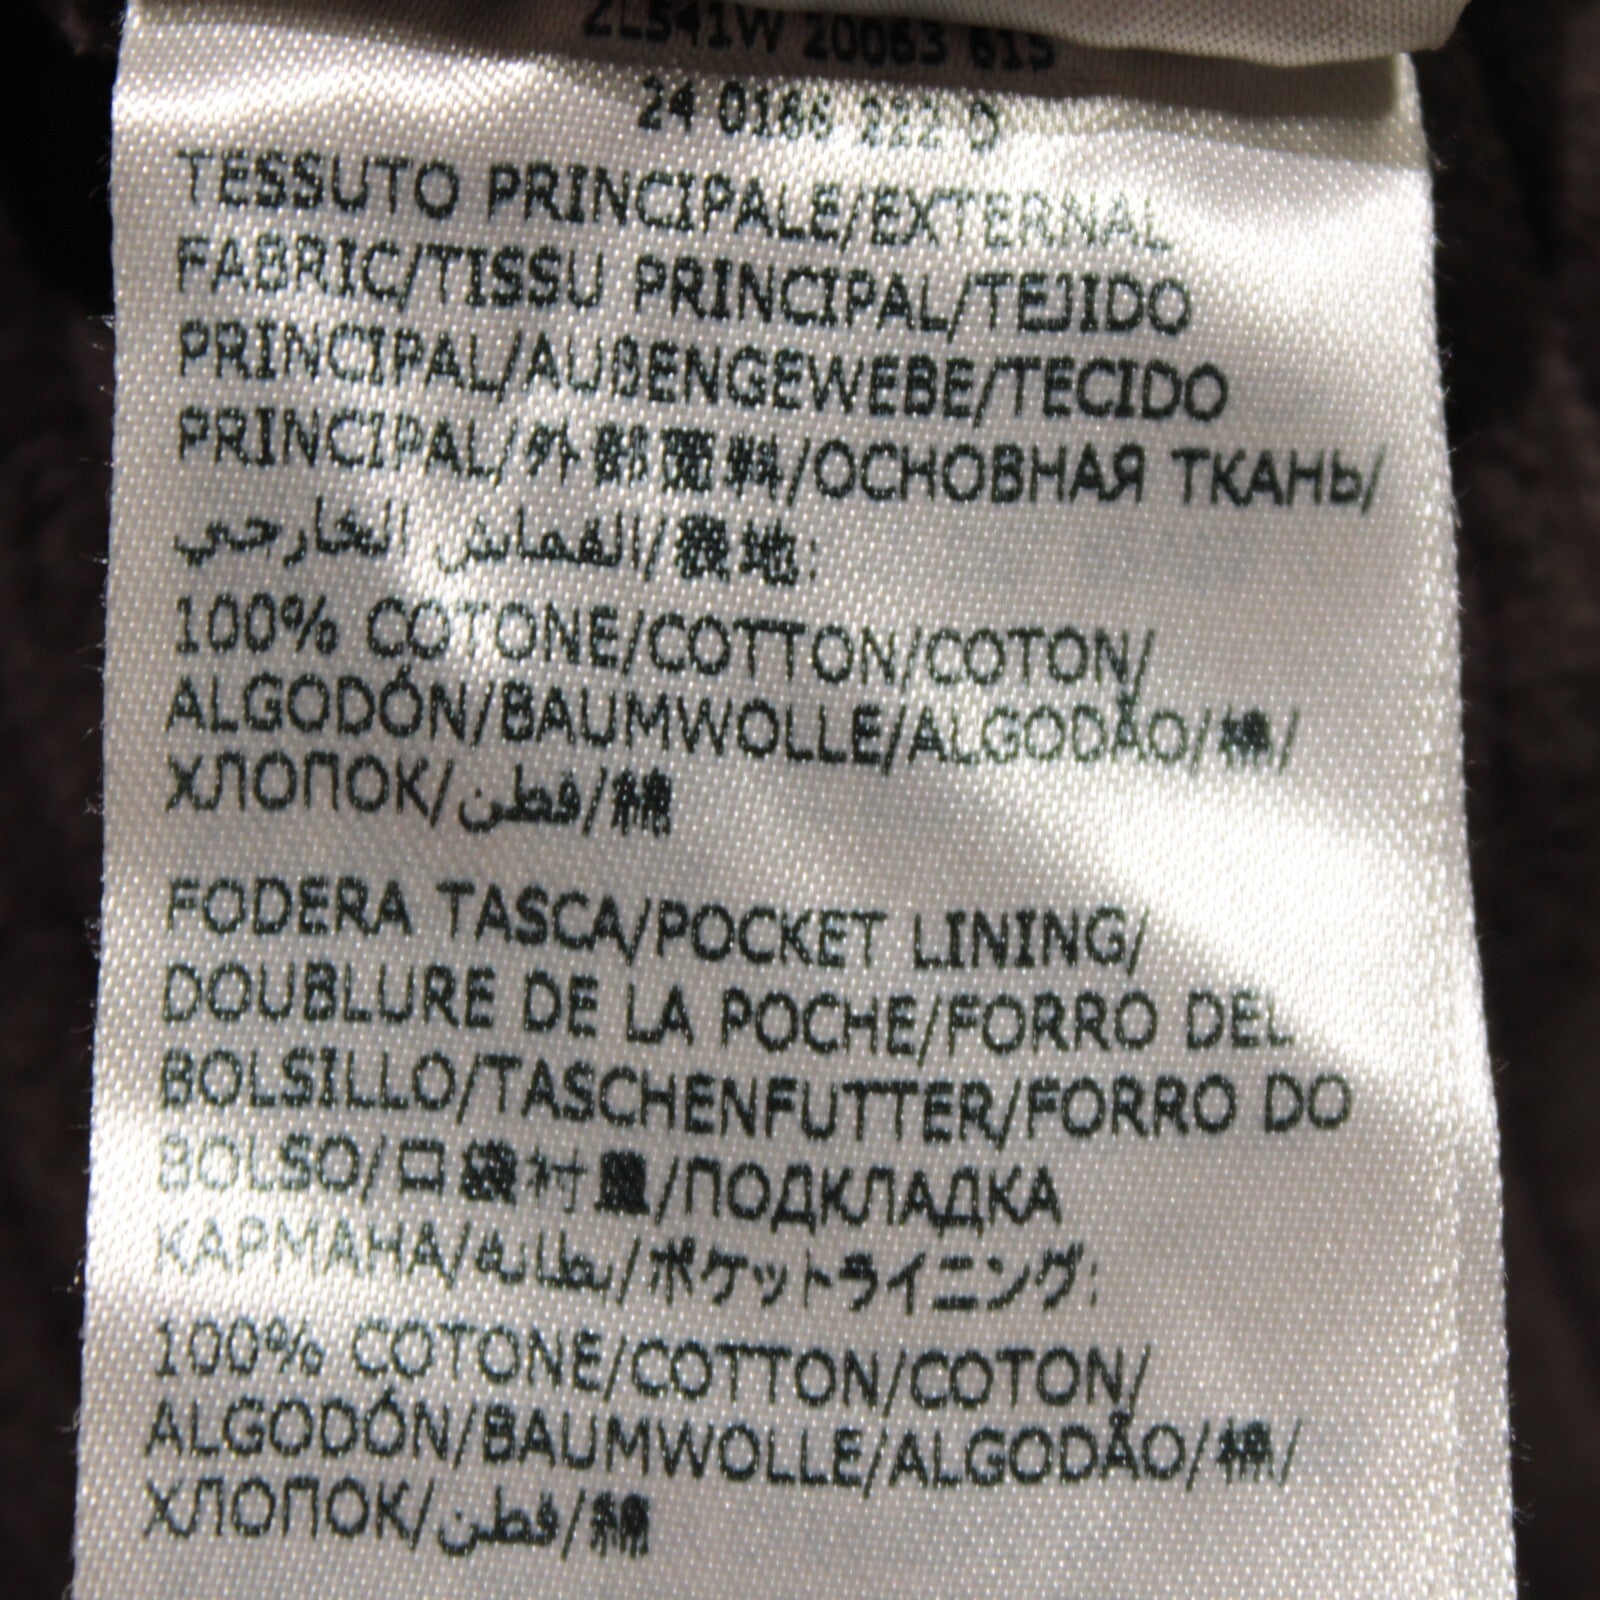 ZL541W 20063 615
24 0166 222 D
TESSUTO PRINCIPALE/EXTERNAL
FABRIC/TISSU PRINCIPAL/TEJIDO
PRINCIPAL/AUßENGEWEBE/TECIDO
PRINCIPAL/外部面料/ОСНОВНАЯ ТКАНЬ/
القماش الخارجي/表地:
100% COTONE/COTTON/COTON/
ALGODÓN/BAUMWOLLE/ALGODÃO/棉/
ХЛОПОК/قطن/綿
FODERA TASCA/POCKET LINING/
DOUBLURE DE LA POCHE/FORRO DEL
BOLSILLO/TASCHENFUTTER/FORRO DO
BOLSO/口袋衬里/ПОДКЛАДКА
КАРМАНА/بطانة/ポケットライニング:
100% COTONE/COTTON/COTON/
ALGODÓN/BAUMWOLLE/ALGODÃO/棉/
ХЛОПОК/قطن/綿